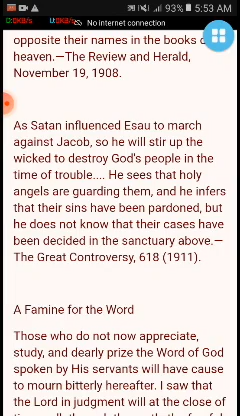 93% 5:53 AM
O:0KB/s U:0KB/s No internet connection
opposite their names in the books o
heaven.—The Review and Herald,
November 19, 1908.
As Satan influenced Esau to march
against Jacob, so he will stir up the
wicked to destroy God's people in the
time of trouble.... He sees that holy
angels are guarding them, and he infers
that their sins have been pardoned, but
he does not know that their cases have
been decided in the sanctuary above.—
The Great Controversy, 618 (1911).
A Famine for the Word
Those who do not now appreciate,
study, and dearly prize the Word of God
spoken by His servants will have cause
to mourn bitterly hereafter. I saw that
the Lord in judgment will at the close of